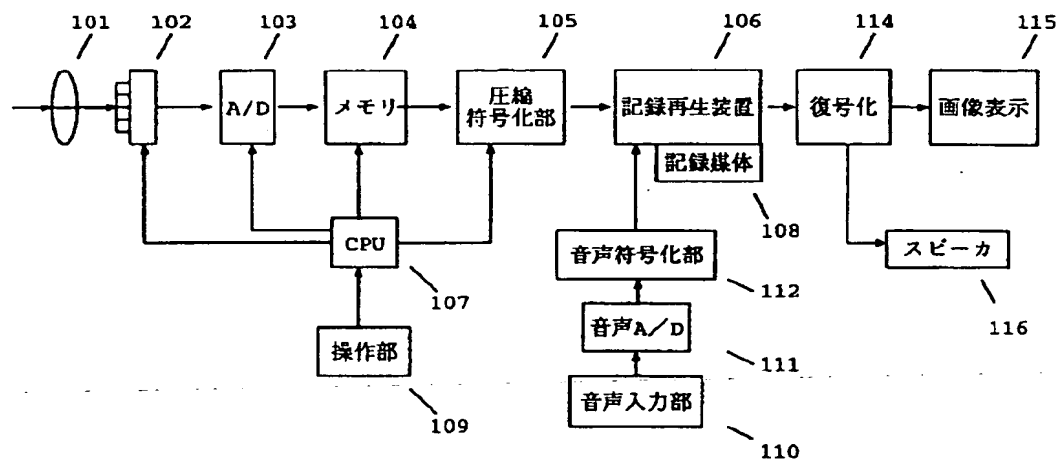 101
102
103
104
105
106
114
115
A/D
メモリ
圧縮
符号化部
記録再生装置
復号化
画像表示
記録媒体
108
CPU
107
音声符号化部
112
スピーカ
116
操作部
109
音声A／D
111
音声入力部
110